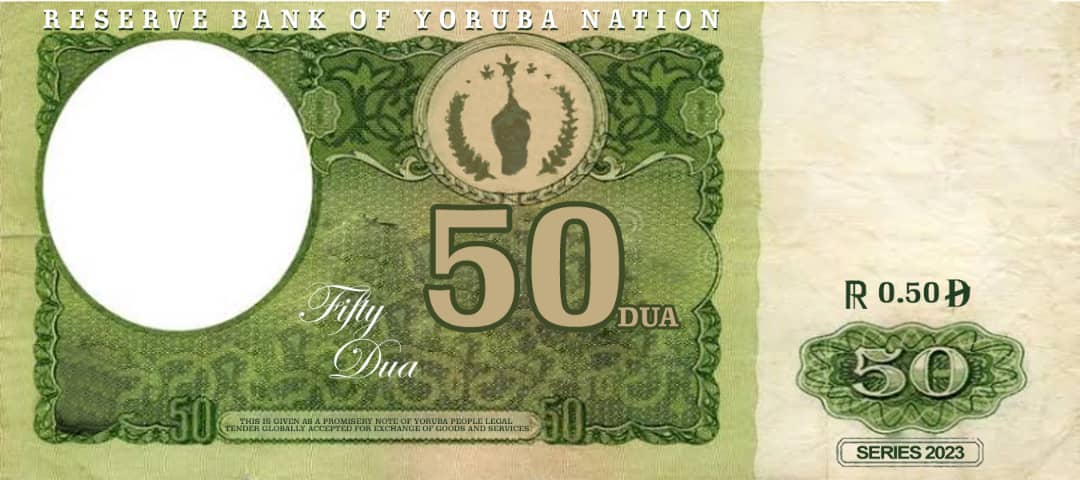 RESERVE BANK OF YORUBA NATION
50 DUA
Fifty
Dua
50
THIS IS GIVEN AS A PROMISERY NOTE OF YORUBA PEOPLE LEGAL
TENDER GLOBALLY ACCEPTED FOR EXCHANGE OF GOODS AND SERVICES
50
R 0.50 D
50
SERIES 2023